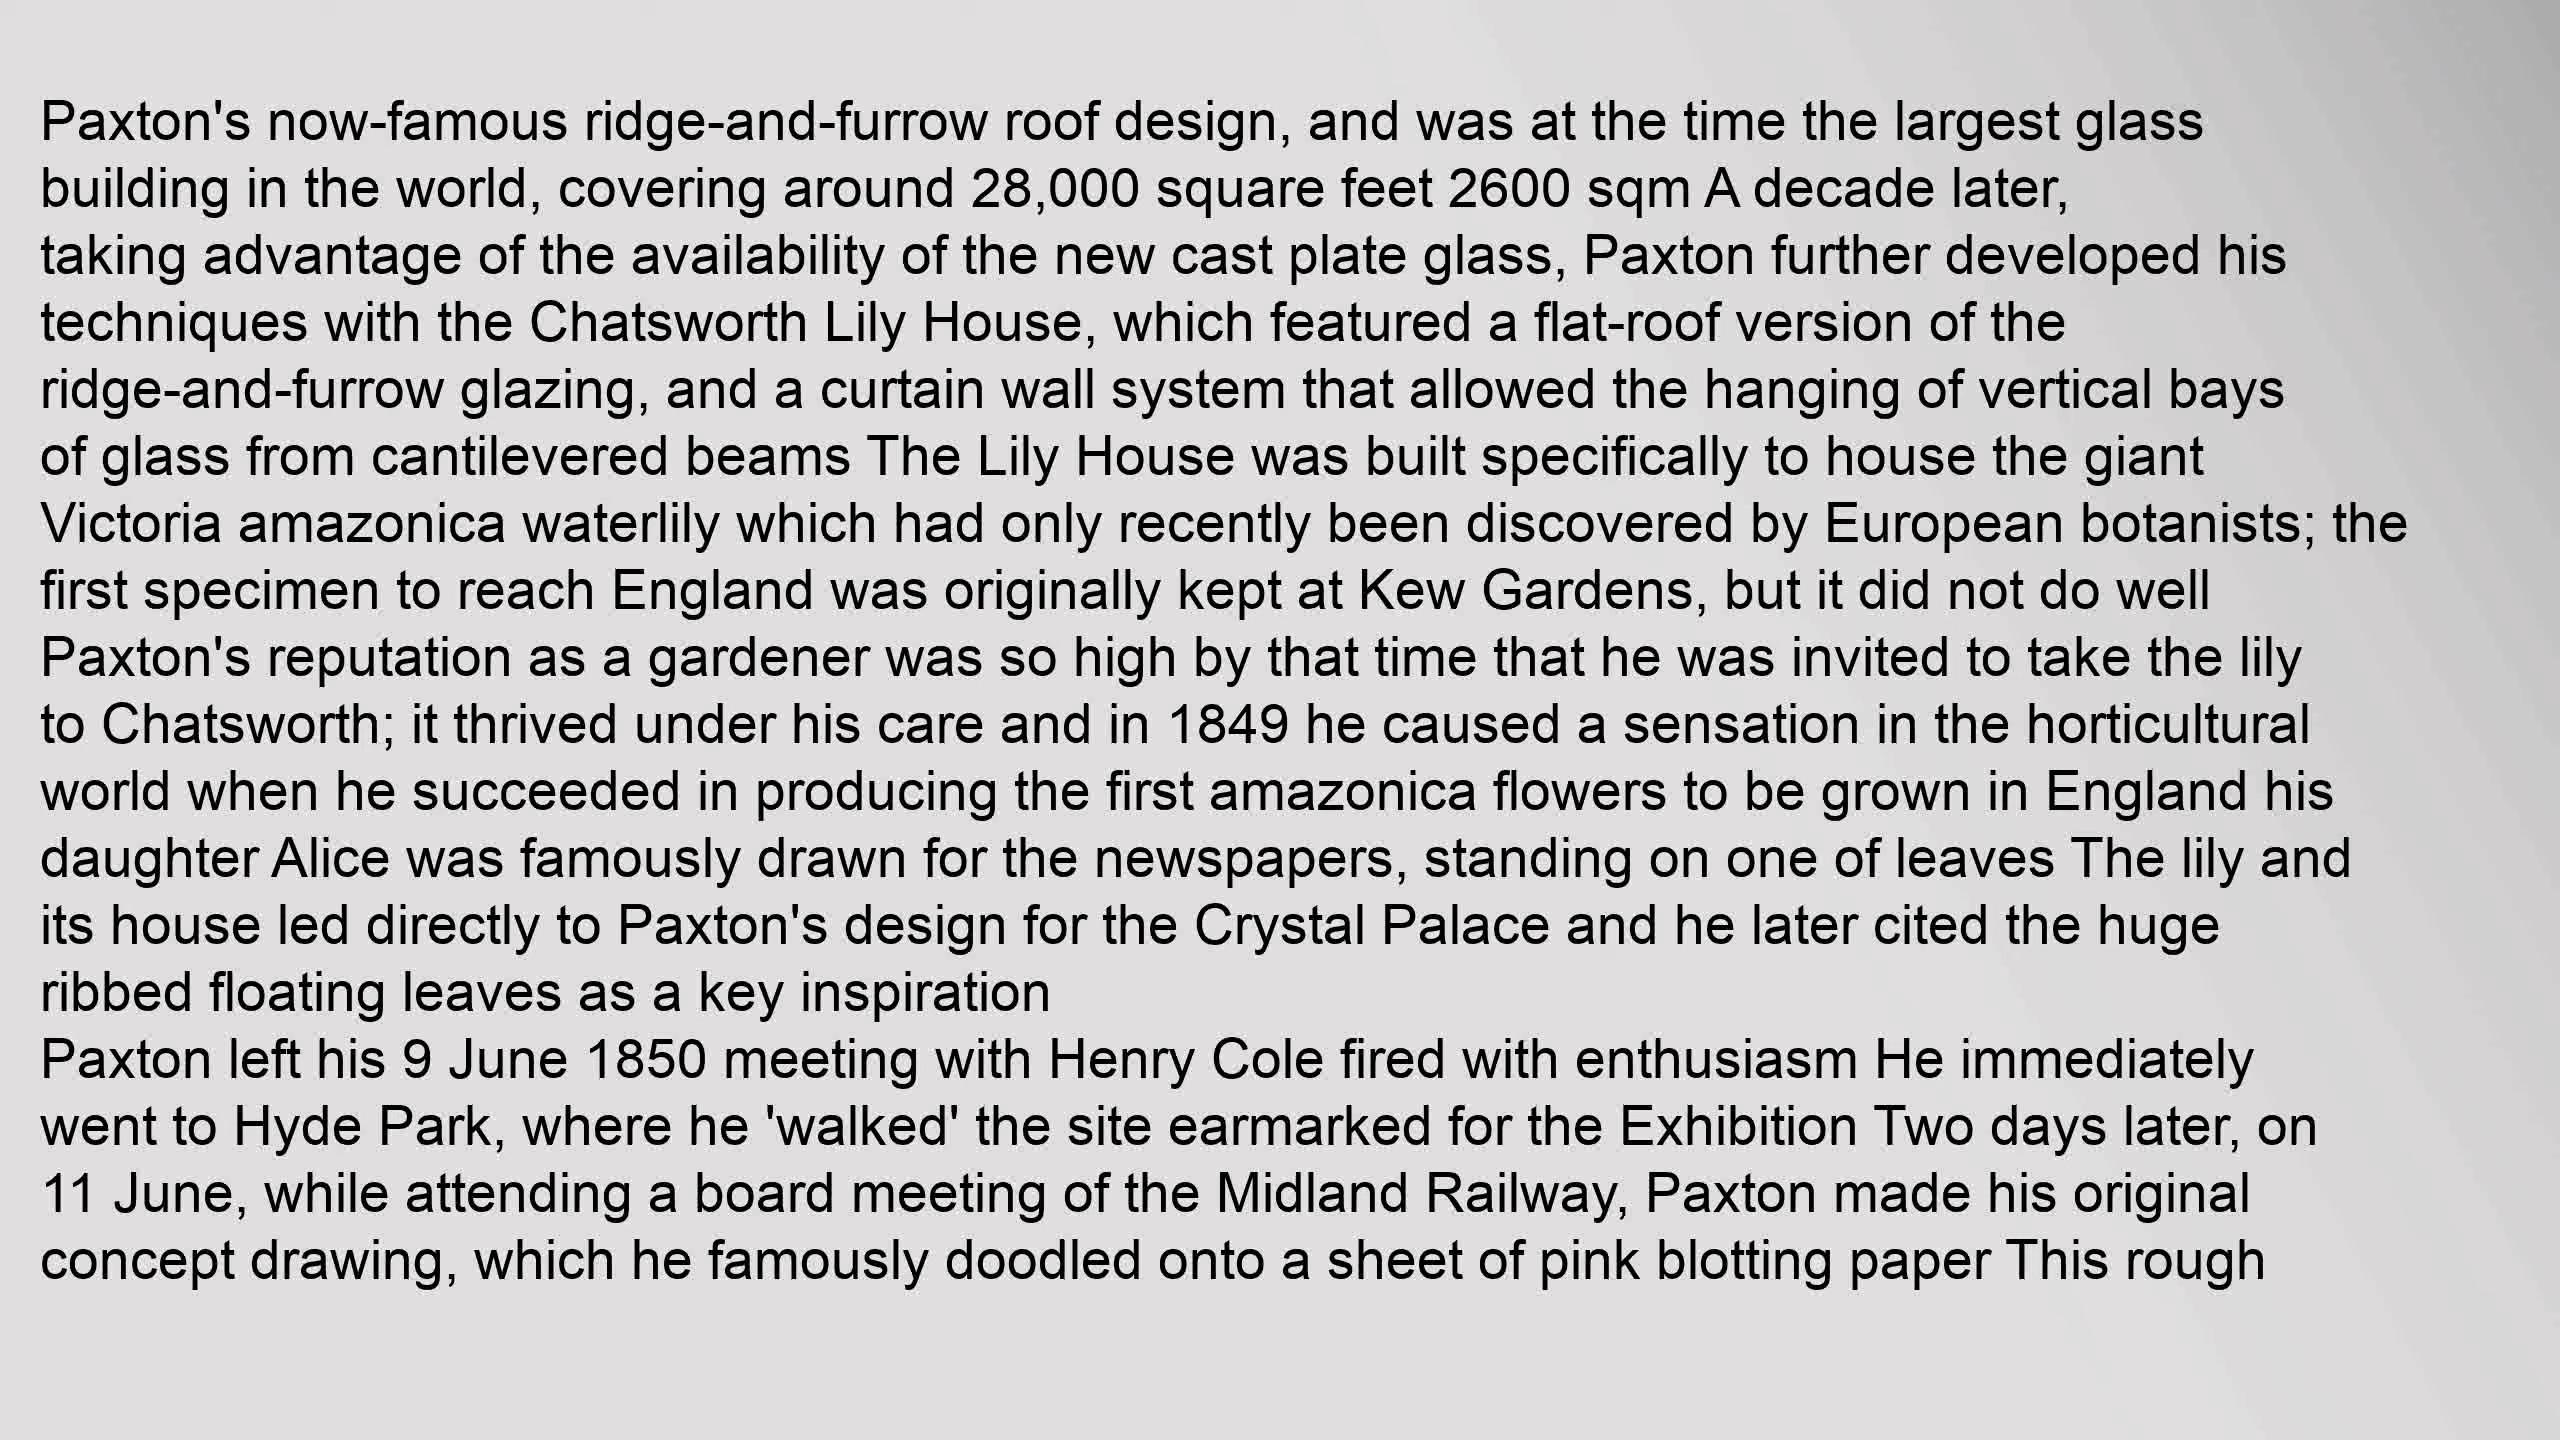 Paxton's now-famous ridge-and-furrow roof design, and was at the time the largest glass
building in the world, covering around 28,000 square feet 2600 sqm A decade later,
taking advantage of the availability of the new cast plate glass, Paxton further developed his
techniques with the Chatsworth Lily House, which featured a flat-roof version of the
ridge-and-furrow glazing, and a curtain wall system that allowed the hanging of vertical bays
of glass from cantilevered beams The Lily House was built specifically to house the giant
Victoria amazonica waterlily which had only recently been discovered by European botanists; the
first specimen to reach England was originally kept at Kew Gardens, but it did not do well
Paxton's reputation as a gardener was so high by that time that he was invited to take the lily
to Chatsworth; it thrived under his care and in 1849 he caused a sensation in the horticultural
world when he succeeded in producing the first amazonica flowers to be grown in England his
daughter Alice was famously drawn for the newspapers, standing on one of leaves The lily and
its house led directly to Paxton's design for the Crystal Palace and he later cited the huge
ribbed floating leaves as a key inspiration
Paxton left his 9 June 1850 meeting with Henry Cole fired with enthusiasm He immediately
went to Hyde Park, where he 'walked' the site earmarked for the Exhibition Two days later, on
11 June, while attending a board meeting of the Midland Railway, Paxton made his original
concept drawing, which he famously doodled onto a sheet of pink blotting paper This rough